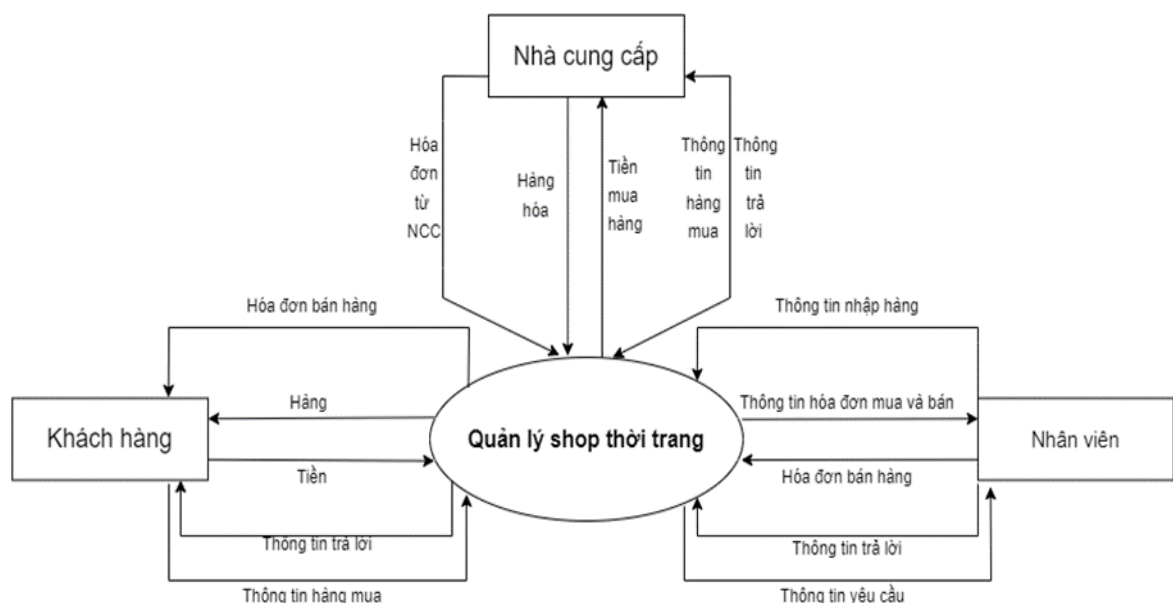 Nhà cung cấp
Hóa
đơn
từ
NCC
Hàng
hóa
Tiền
mua
hàng
Thông
tin
hàng
mua
Thông
tin
trả
lời
Hóa đơn bán hàng
Thông tin nhập hàng
Khách hàng
Hàng
Tiền
Quản lý shop thời trang
Thông tin hóa đơn mua và bán
Hóa đơn bán hàng
Nhân viên
Thông tin trả lời
Thông tin hàng mua
Thông tin trả lời
Thông tin yêu cầu